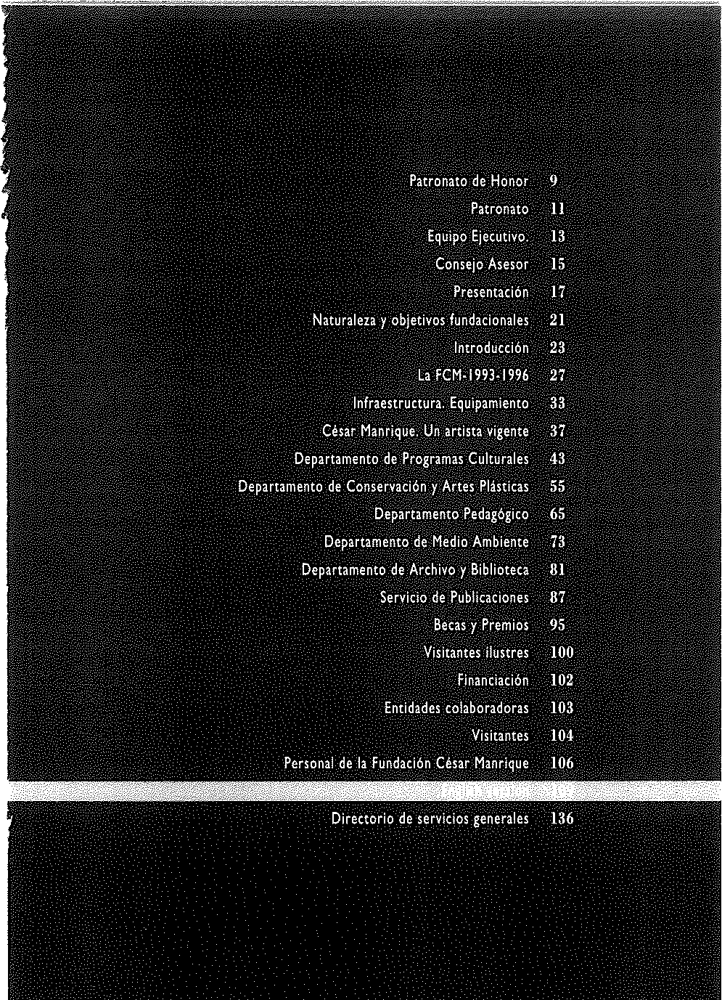 Patronato de Honor 9
Patronato 11
Equipo Ejecutivo. 13
Consejo Asesor 15
Presentación 17
Naturaleza y objetivos fundacionales 21
Introducción 23
La FCM-1993-1996 27
Infraestructura. Equipamiento 33
César Manrique. Un artista vigente 37
Departamento de Programas Culturales 43
Departamento de Conservación y Artes Plásticas 55
Departamento Pedagógico 65
Departamento de Medio Ambiente 73
Departamento de Archivo y Biblioteca 81
Servicio de Publicaciones 87
Becas y Premios 95
Visitantes ilustres 100
Financiación 102
Entidades colaboradoras 103
Visitantes 104
Personal de la Fundación César Manrique 106
Directorio de servicios generales 136